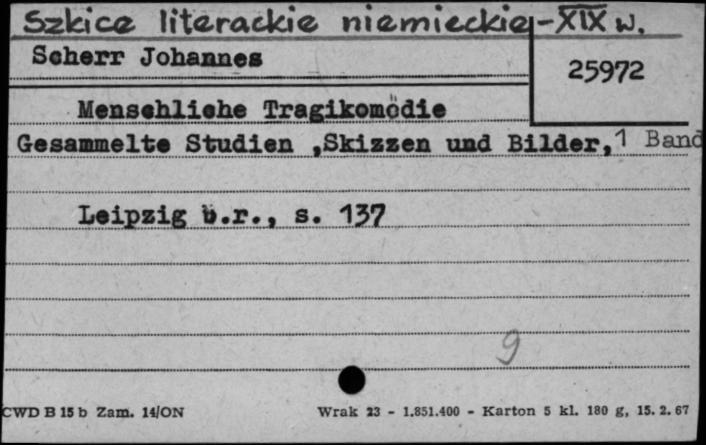 Szkice literackie niemieckie - XIX w.
Scherr Johannes
25972
Menschliche Tragikomödie
Gesammelte Studien ,Skizzen und Bilder, 1 Band
Leipzig b.r., s. 137
9
CWD B 15 b Zam. 14/ON
Wrak 23 - 1.851.400 - Karton 5 kl. 180 g, 15. 2. 67